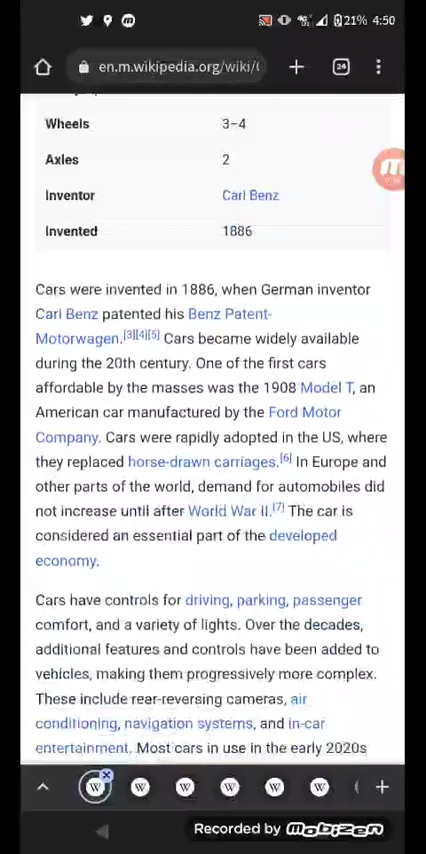 21% 4:50
en.m.wikipedia.org/wiki/(
24
Wheels 3–4
Axles 2
Inventor Carl Benz
Invented 1886
Cars were invented in 1886, when German inventor
Carl Benz patented his Benz Patent-
Motorwagen.[3][4][5] Cars became widely available
during the 20th century. One of the first cars
affordable by the masses was the 1908 Model T, an
American car manufactured by the Ford Motor
Company. Cars were rapidly adopted in the US, where
they replaced horse-drawn carriages.[6] In Europe and
other parts of the world, demand for automobiles did
not increase until after World War II.[7] The car is
considered an essential part of the developed
economy.
Cars have controls for driving, parking, passenger
comfort, and a variety of lights. Over the decades,
additional features and controls have been added to
vehicles, making them progressively more complex.
These include rear-reversing cameras, air
conditioning, navigation systems, and in-car
entertainment. Most cars in use in the early 2020s
W W W W W W
Recorded by Mobizen